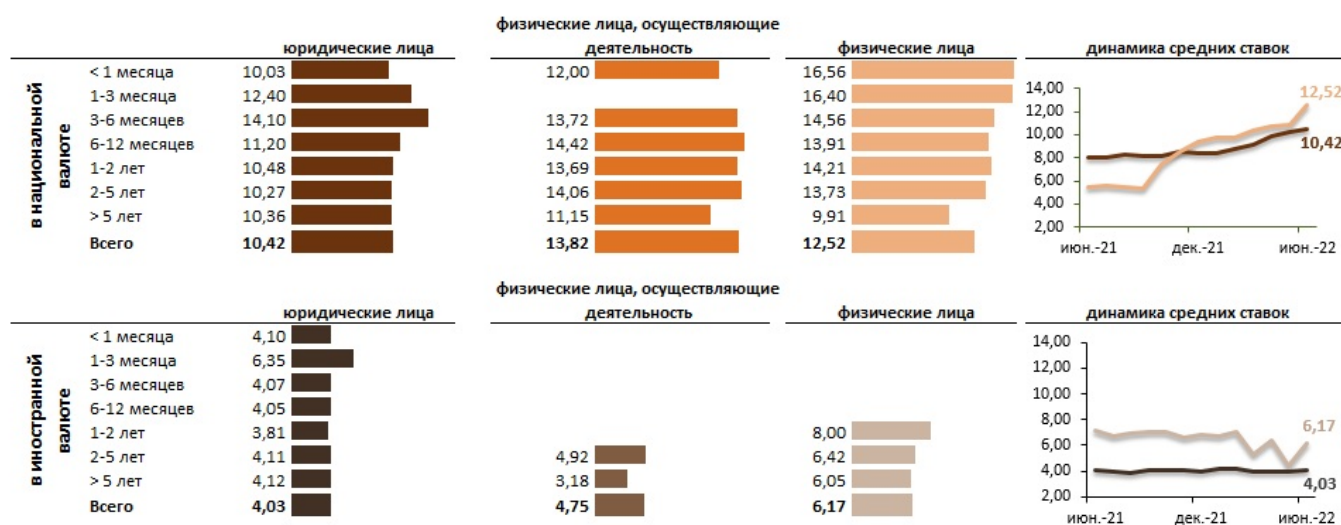 физические лица, осуществляющие
юридические лица деятельность физические лица динамика средних ставок
в национальной валюте
< 1 месяца 10,03 12,00 16,56
1-3 месяца 12,40 16,40
3-6 месяцев 14,10 13,72 14,56
6-12 месяцев 11,20 14,42 13,91
1-2 лет 10,48 13,69 14,21
2-5 лет 10,27 14,06 13,73
> 5 лет 10,36 11,15 9,91
Всего 10,42 13,82 12,52
14,00
12,52
12,00
10,00
10,42
8,00
6,00
4,00
2,00
июн.-21 дек.-21 июн.-22
физические лица, осуществляющие
юридические лица деятельность физические лица динамика средних ставок
в иностранной валюте
< 1 месяца 4,10
1-3 месяца 6,35
3-6 месяцев 4,07
6-12 месяцев 4,05
1-2 лет 3,81 8,00
2-5 лет 4,11 4,92 6,42
> 5 лет 4,12 3,18 6,05
Всего 4,03 4,75 6,17
14,00
12,00
10,00
8,00
6,17
6,00
4,00
4,03
2,00
июн.-21 дек.-21 июн.-22